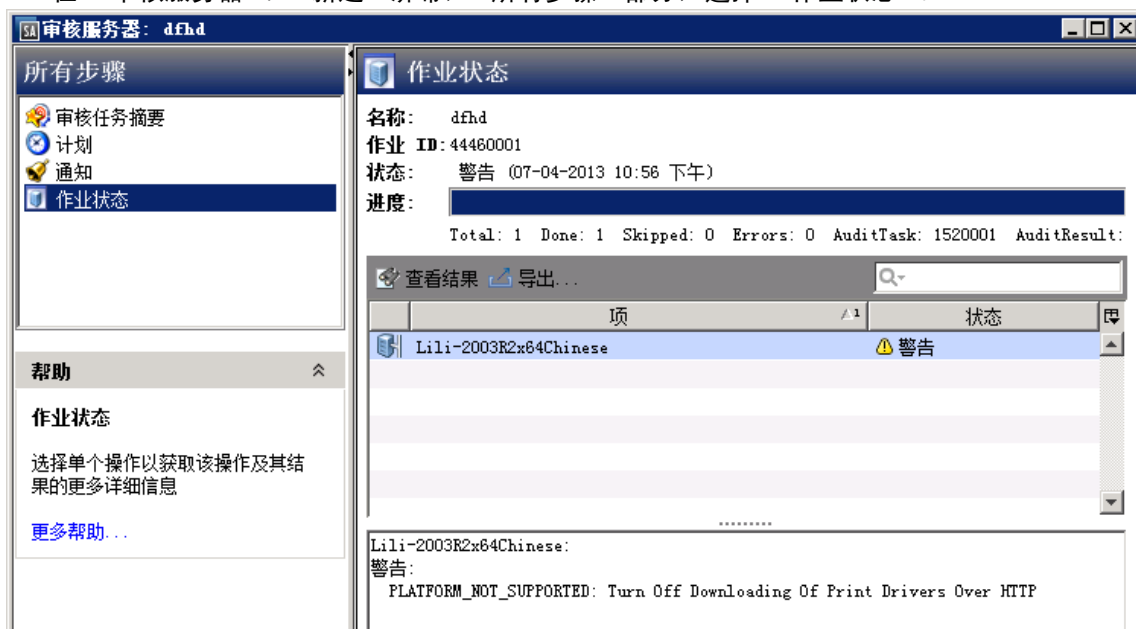 SA 审核服务器: dfhd
所有步骤
审核任务摘要
计划
通知
作业状态
帮助
作业状态
选择单个操作以获取该操作及其结
果的更多详细信息
更多帮助...
作业状态
名称: dfhd
作业 ID: 44460001
状态: 警告 (07-04-2013 10:56 下午)
进度:
Total: 1 Done: 1 Skipped: 0 Errors: 0 AuditTask: 1520001 AuditResult:
查看结果 导出...
项 1 状态
Lili-2003R2x64Chinese 警告
Lili-2003R2x64Chinese:
警告:
PLATFORM_NOT_SUPPORTED: Turn Off Downloading Of Print Drivers Over HTTP